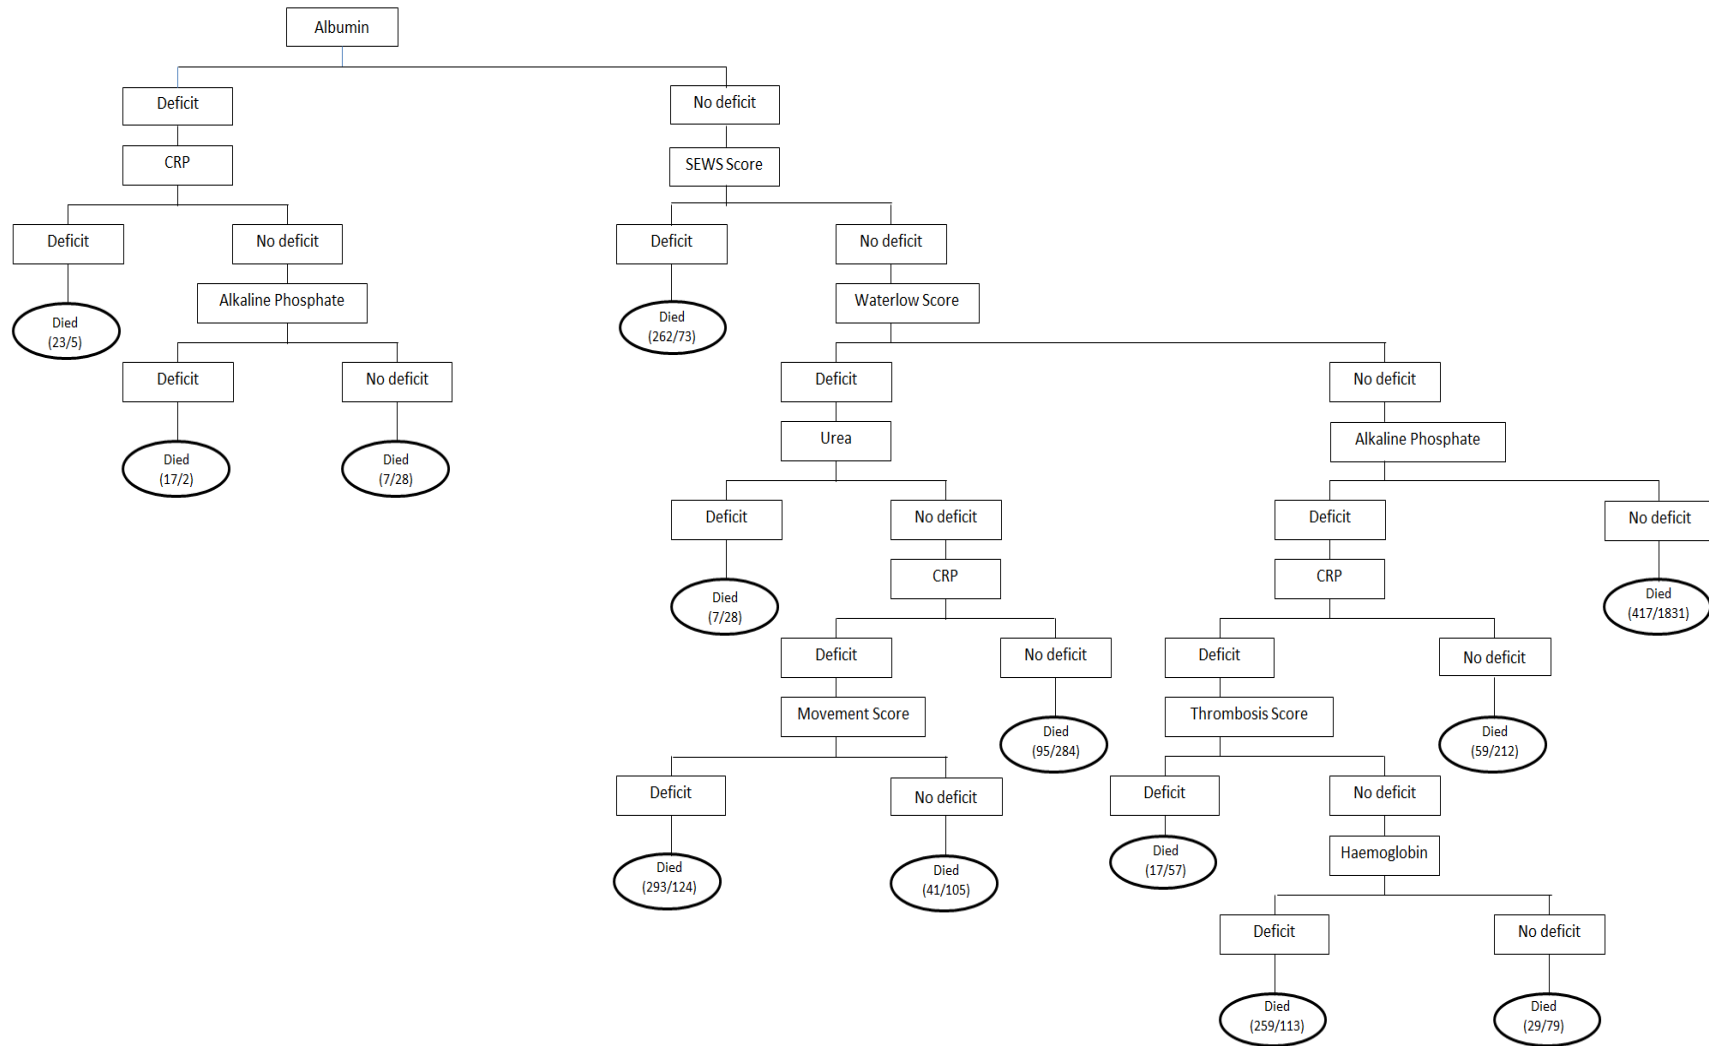 Albumin
Deficit
No deficit
CRP
SEWS Score
Deficit
No deficit
Deficit
No deficit
Alkaline Phosphate
Waterlow Score
Died
(23/5)
Died
(262/73)
Deficit
No deficit
Deficit
No deficit
Urea
Alkaline Phosphate
Died
(17/2)
Died
(7/28)
Deficit
No deficit
Deficit
No deficit
CRP
CRP
Died
(7/28)
Died
(417/1831)
Deficit
No deficit
Deficit
No deficit
Movement Score
Thrombosis Score
Died
(95/284)
Died
(59/212)
Deficit
No deficit
Deficit
No deficit
Haemoglobin
Died
(293/124)
Died
(41/105)
Died
(17/57)
Deficit
No deficit
Died
(259/113)
Died
(29/79)